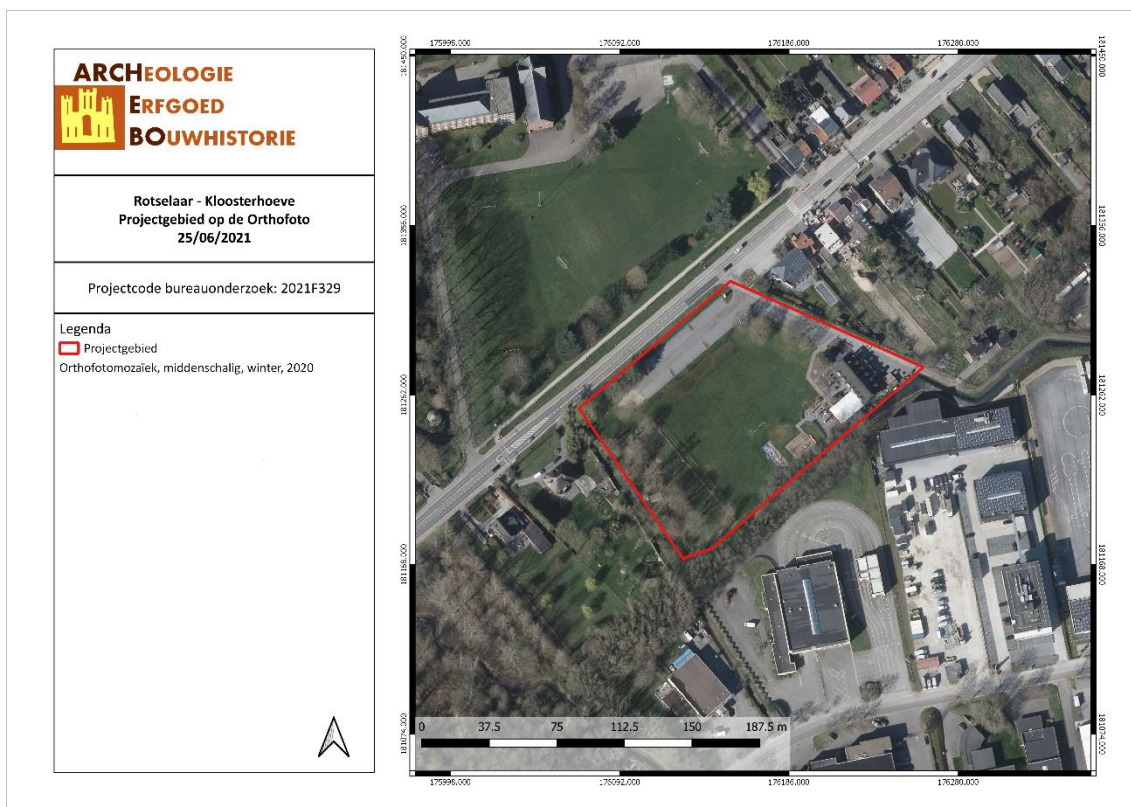 ARCHEOLOGIE
ERFGOED
BOUWHISTORIE
Rotselaar - Kloosterhoeve
Projectgebied op de Orthofoto
25/06/2021
Projectcode bureauonderzoek: 2021F329
Legenda
Projectgebied
Orthofotomozaïek, middenschalig, winter, 2020
175998.000 176092.000 176186.000 176280.000
181450.000 181450.000
181356.000 181356.000
181262.000 181262.000
181168.000 181168.000
181074.000 181074.000
0 37.5 75 112.5 150 187.5 m
175998.000 176092.000 176186.000 176280.000